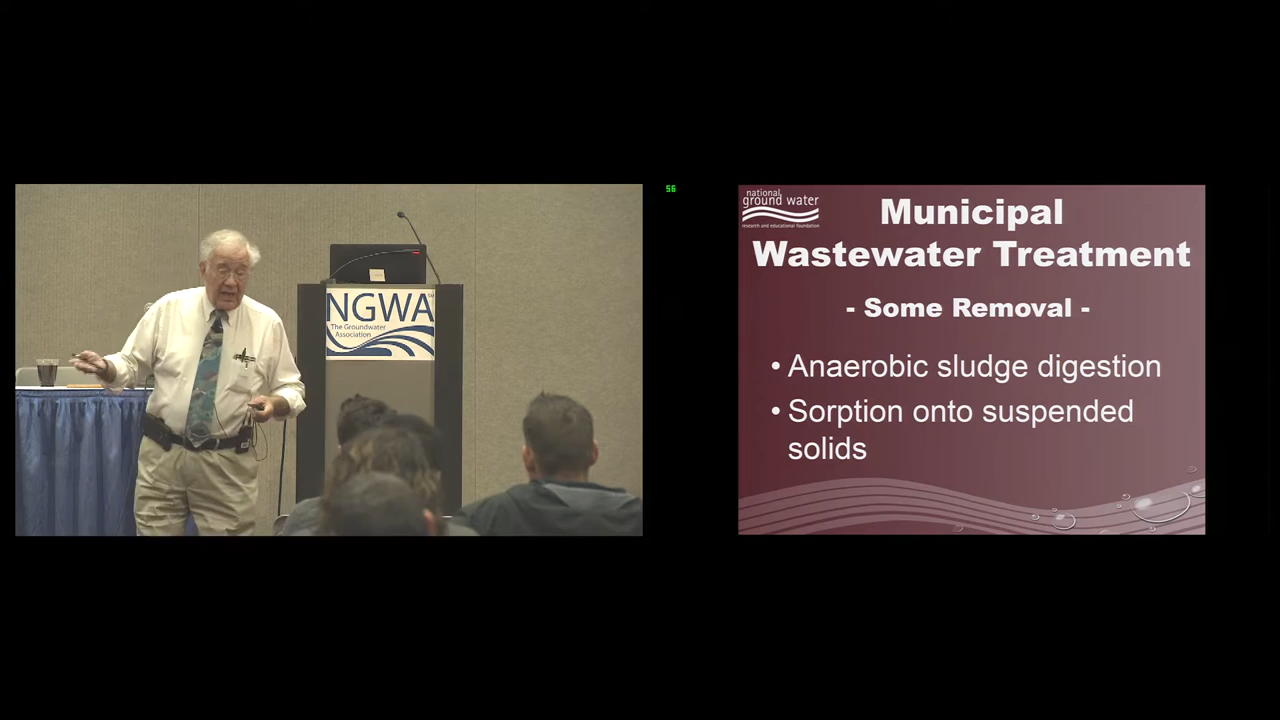 NGWA
The Groundwater
Association
56
national
ground water
research and educational foundation
Municipal
Wastewater Treatment
- Some Removal -
• Anaerobic sludge digestion
• Sorption onto suspended
solids